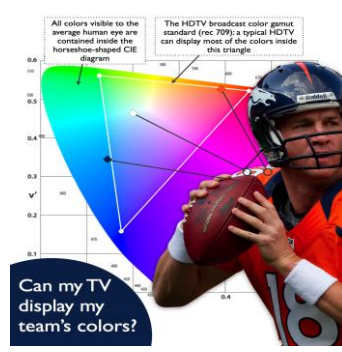 All colors visible to the
average human eye are
contained inside the
horseshoe-shaped CIE
diagram
The HDTV broadcast color gamut
standard (rec 709): a typical HDTV
can display most of the colors inside
this triangle
0.6
0.5
0.4
0.3
v'
0.2
0.1
0.4
Riddell
18
Can my TV
display my
team's colors?